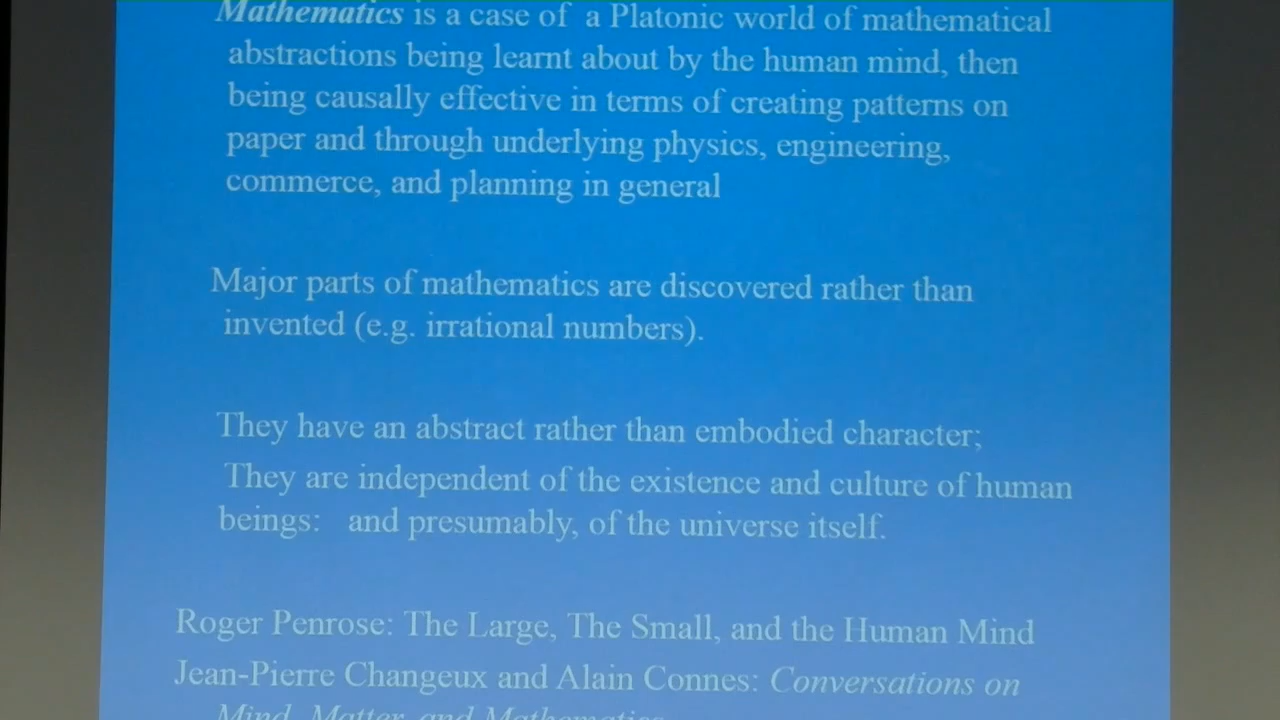 Mathematics is a case of a Platonic world of mathematical
abstractions being learnt about by the human mind, then
being causally effective in terms of creating patterns on
paper and through underlying physics, engineering,
commerce, and planning in general
Major parts of mathematics are discovered rather than
invented (e.g. irrational numbers).
They have an abstract rather than embodied character;
They are independent of the existence and culture of human
beings: and presumably, of the universe itself.
Roger Penrose: The Large, The Small, and the Human Mind
Jean-Pierre Changeux and Alain Connes: Conversations on
Mind, Matter, and Mathematics